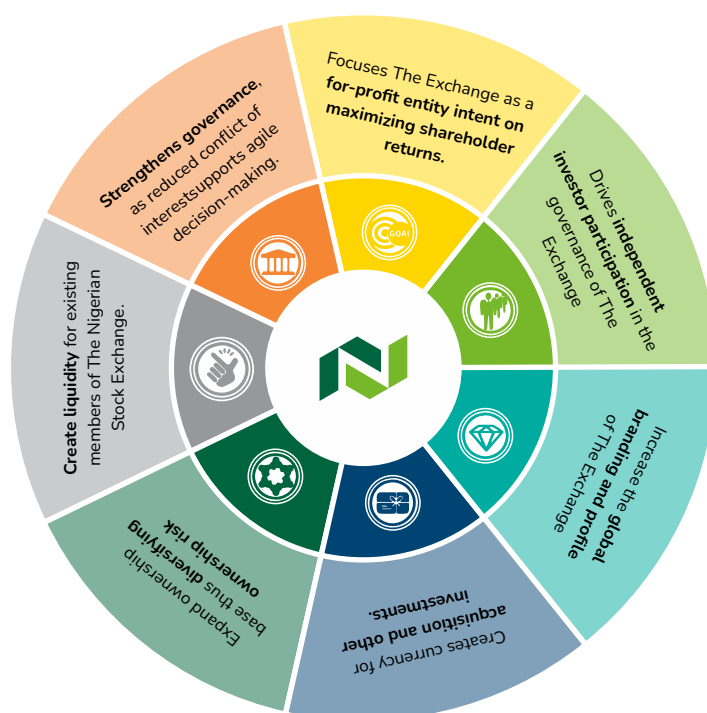 Focuses The Exchange as a
for-profit entity intent on
maximizing shareholder
returns.
GOAL
Drives independent
investor participation in the
governance of The
Exchange
Increase the global
branding and profile
of The Exchange
Creates currency for
acquisition and other
investments.
Expand ownership
base thus diversifying
ownership risk
Create liquidity for existing
members of The Nigerian
Stock Exchange.
Strengthens governance,
as reduced conflict of
interestsupports agile
decision-making.